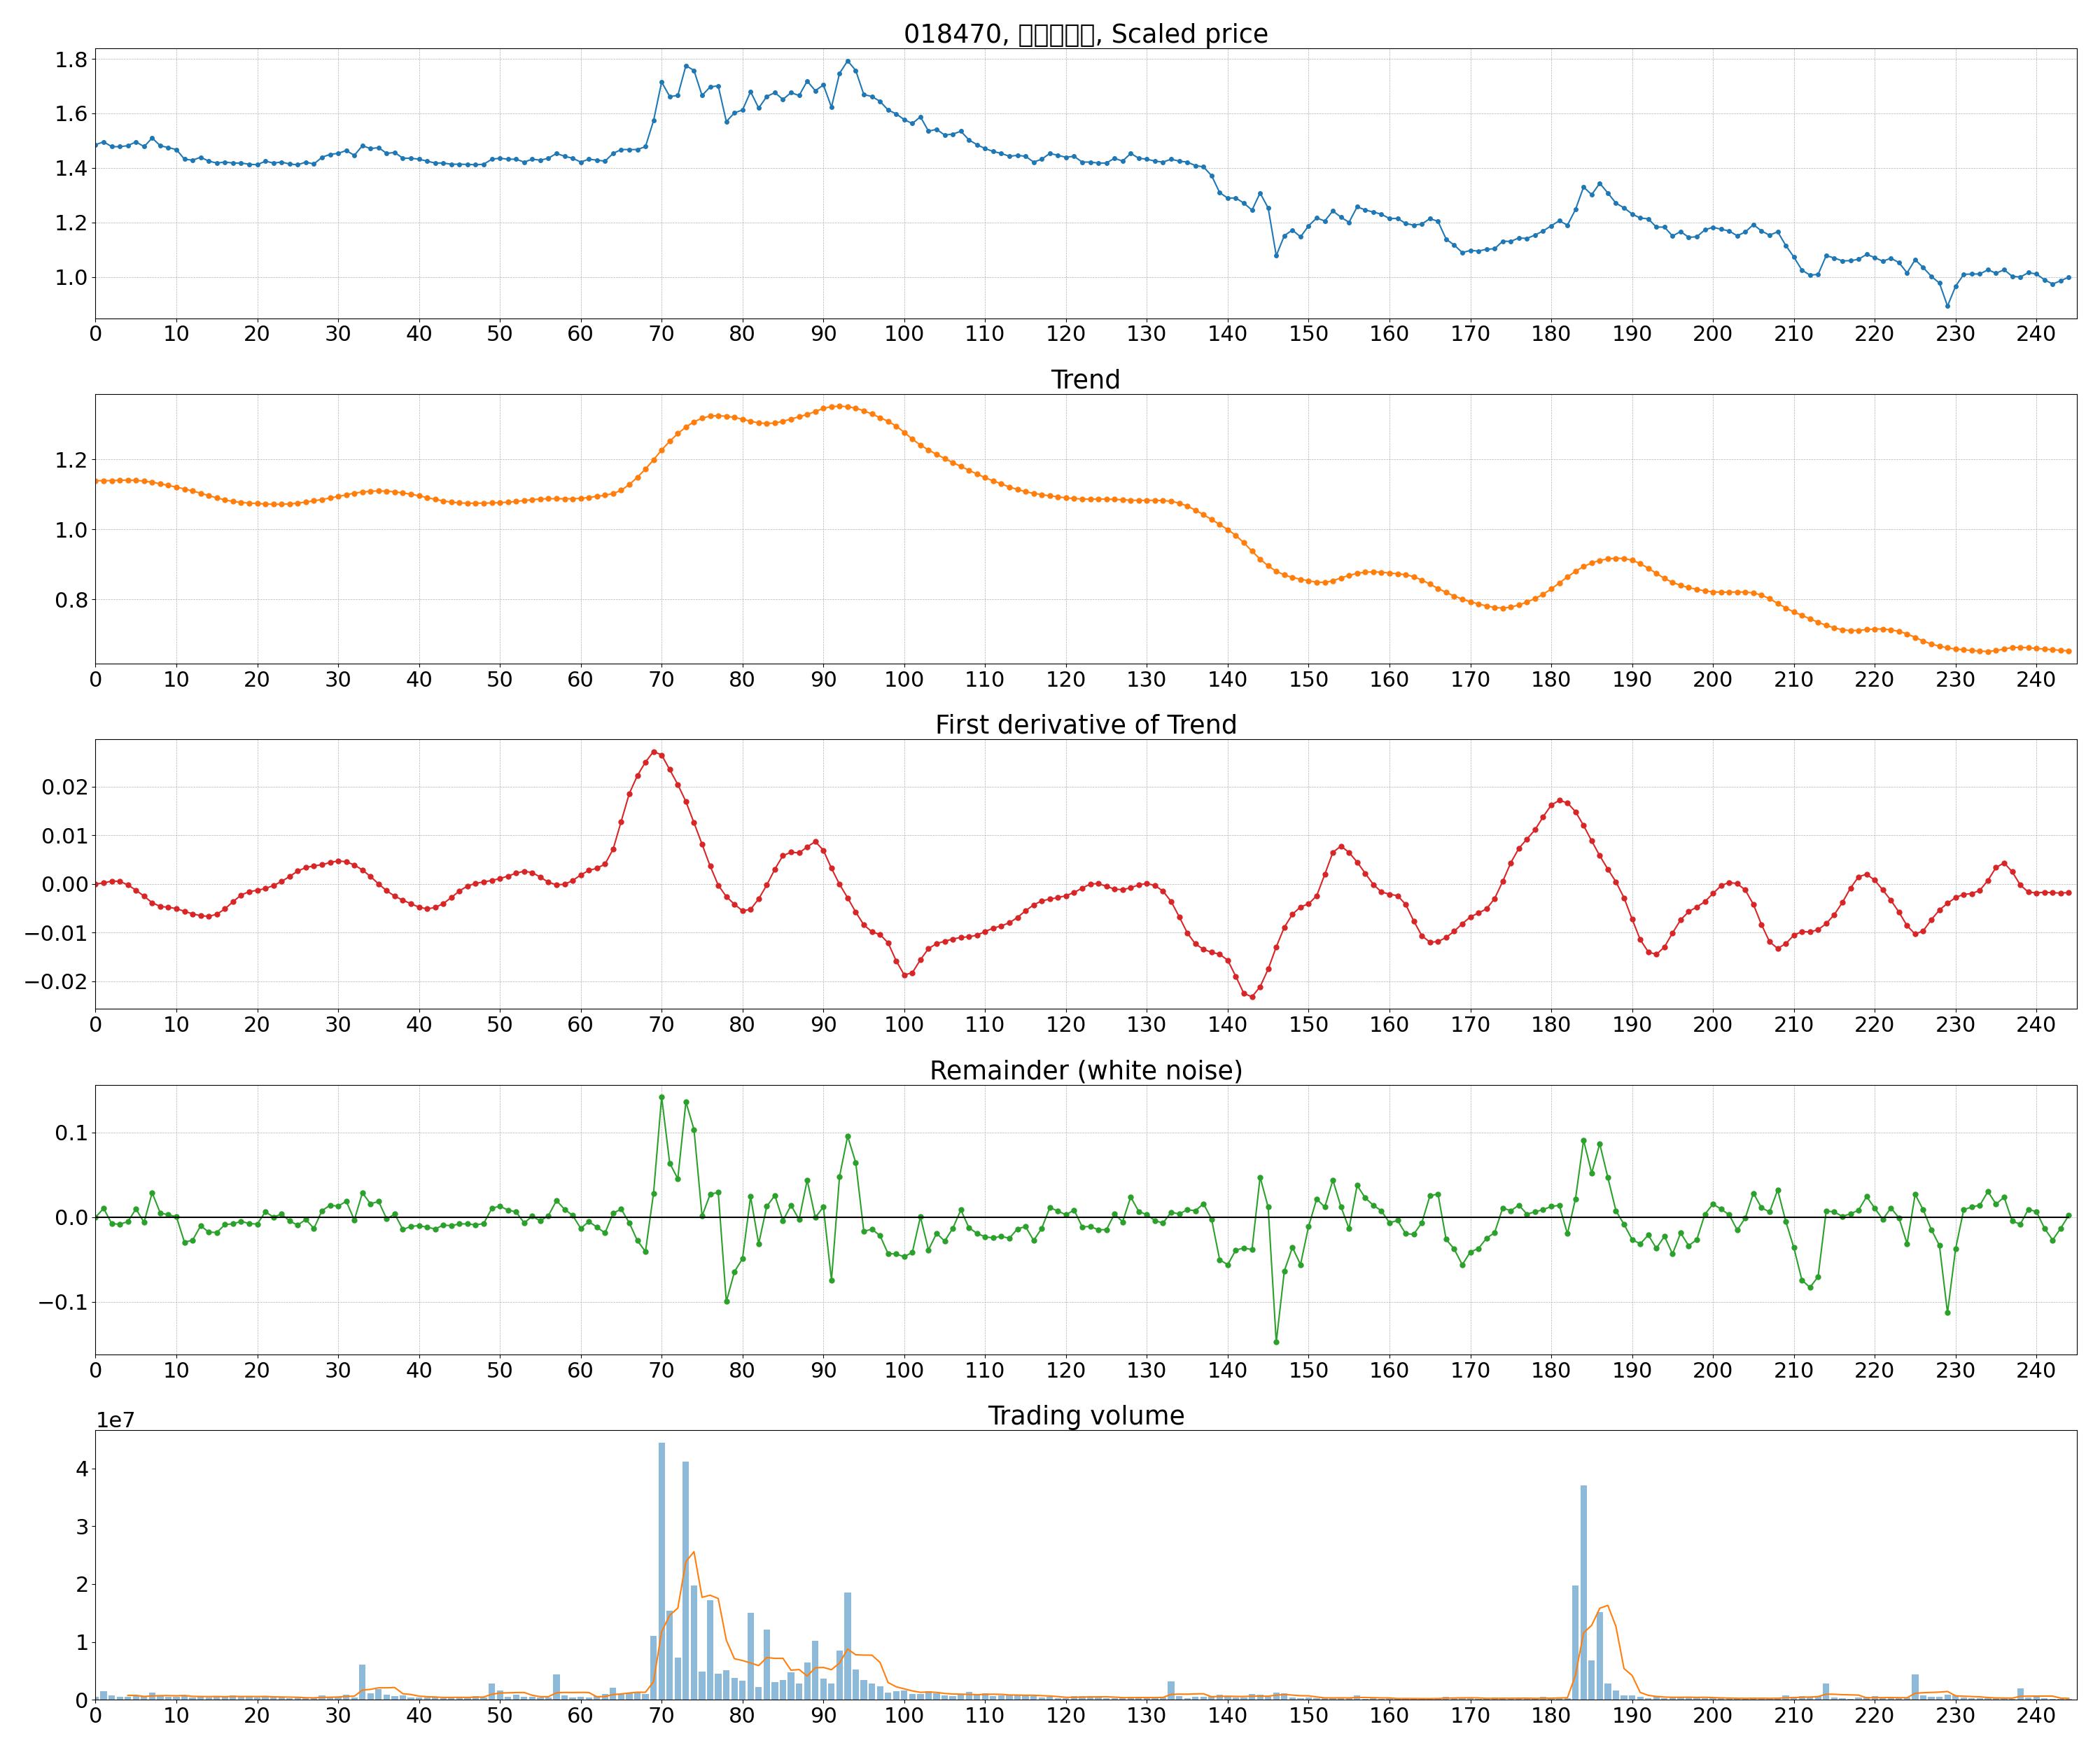 018470, , Scaled price
1.8
1.6
1.4
1.2
1.0
0 10 20 30 40 50 60 70 80 90 100 110 120 130 140 150 160 170 180 190 200 210 220 230 240
Trend
1.2
1.0
0.8
0 10 20 30 40 50 60 70 80 90 100 110 120 130 140 150 160 170 180 190 200 210 220 230 240
First derivative of Trend
0.02
0.01
0.00
−0.01
−0.02
0 10 20 30 40 50 60 70 80 90 100 110 120 130 140 150 160 170 180 190 200 210 220 230 240
Remainder (white noise)
0.1
0.0
−0.1
0 10 20 30 40 50 60 70 80 90 100 110 120 130 140 150 160 170 180 190 200 210 220 230 240
Trading volume
1e7
4
3
2
1
0
0 10 20 30 40 50 60 70 80 90 100 110 120 130 140 150 160 170 180 190 200 210 220 230 240